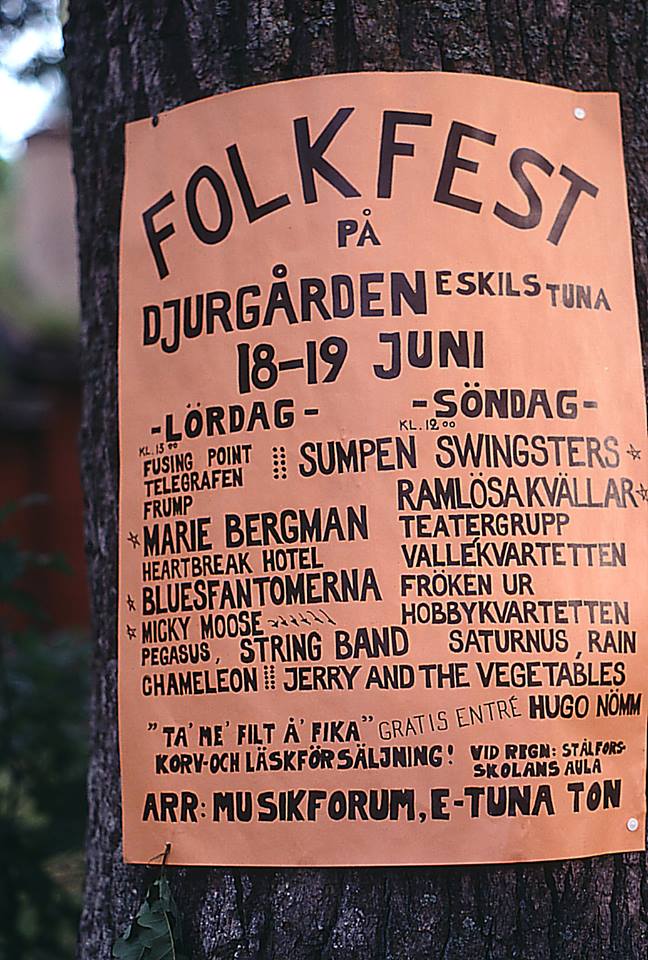 FOLKFEST
PÅ
DJURGÅRDEN ESKILSTUNA
18-19 JUNI
-LÖRDAG-
KL. 15 00
FUSING POINT
TELEGRAFEN
FRUMP
MARIE BERGMAN
HEARTBREAK HOTEL
BLUESFANTOMERNA
MICKY MOOSE
PEGASUS, STRING BAND
CHAMELEON
-SÖNDAG-
KL. 12 00
SUMPEN SWINGSTERS
RAMLÖSA KVÄLLAR
TEATERGRUPP
VALLEKVARTETTEN
FRÖKEN UR
HOBBYKVARTETTEN
SATURNUS, RAIN
JERRY AND THE VEGETABLES
HUGO NÖMM
"TA' ME' FILT Å' FIKA" GRATIS ENTRÉ
KORV-OCH LÄSKFÖRSÄLJNING!
VID REGN: STÅLFORS-
SKOLANS AULA
ARR: MUSIKFORUM, E-TUNA TON